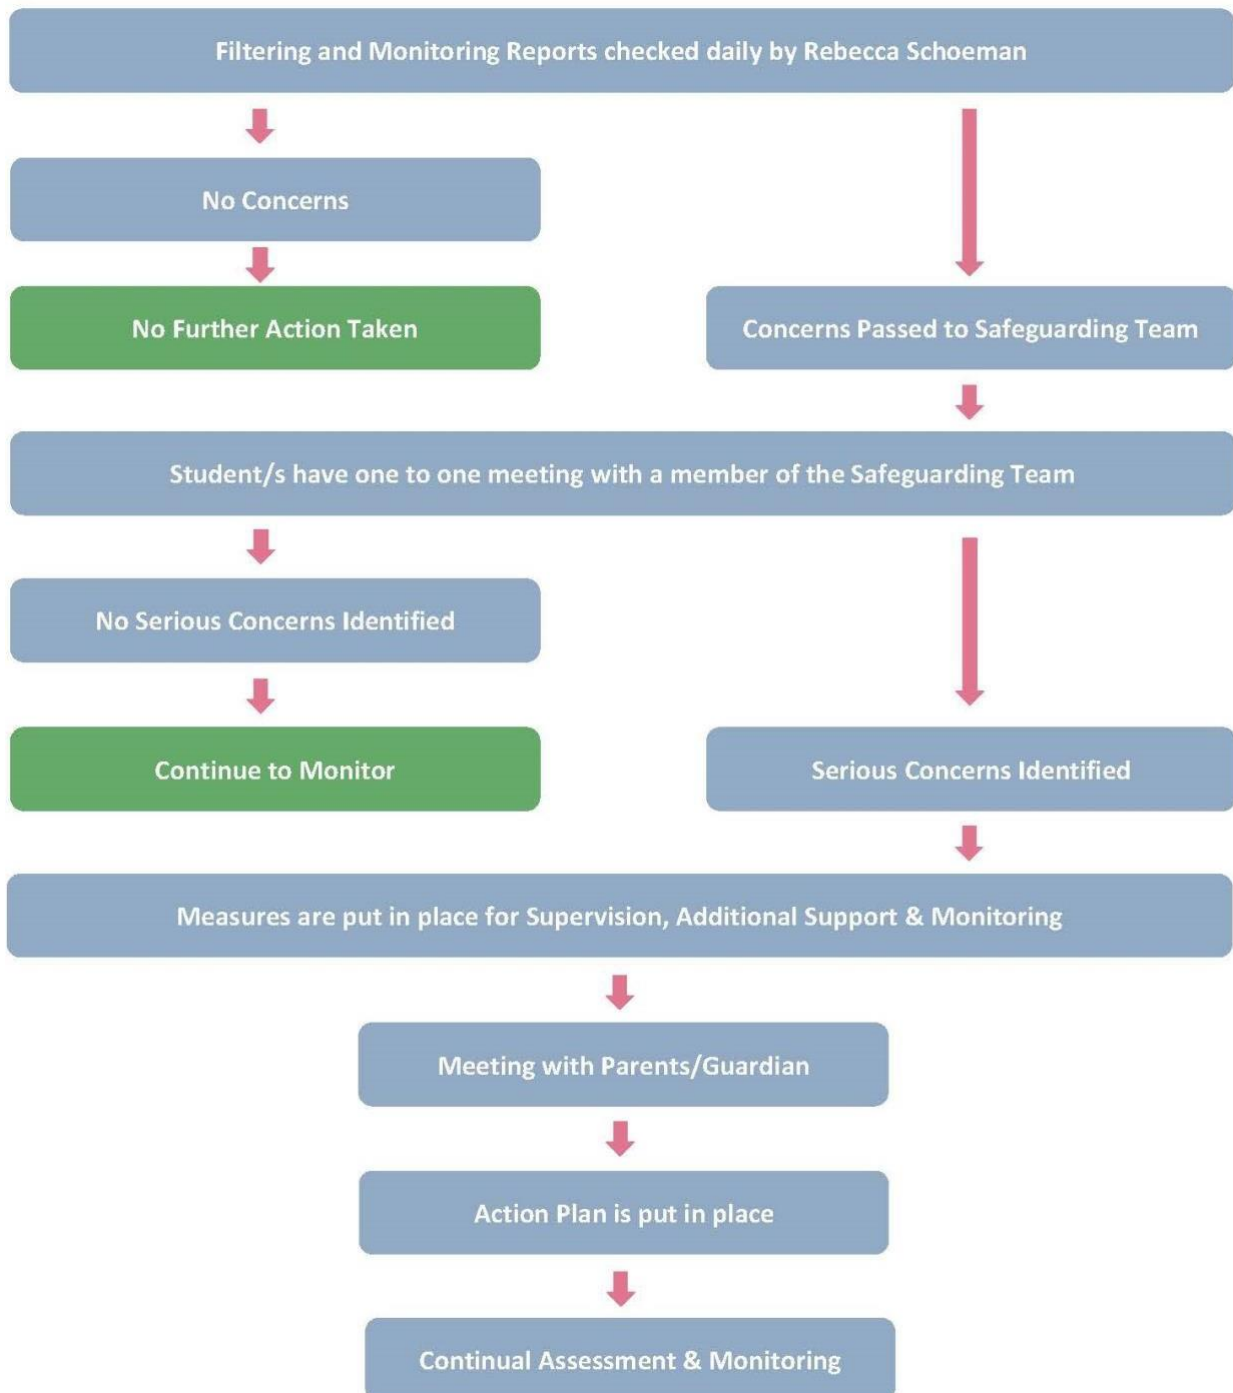 Filtering and Monitoring Reports checked daily by Rebecca Schoeman
No Concerns
No Further Action Taken
Concerns Passed to Safeguarding Team
Student/s have one to one meeting with a member of the Safeguarding Team
No Serious Concerns Identified
Continue to Monitor
Serious Concerns Identified
Measures are put in place for Supervision, Additional Support & Monitoring
Meeting with Parents/Guardian
Action Plan is put in place
Continual Assessment & Monitoring